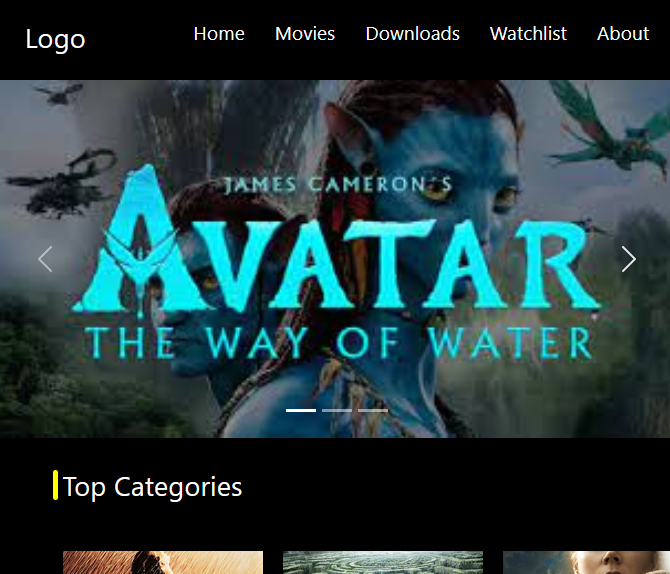 Logo Home Movies Downloads Watchlist About
JAMES CAMERON'S
AVATAR
THE WAY OF WATER
Top Categories